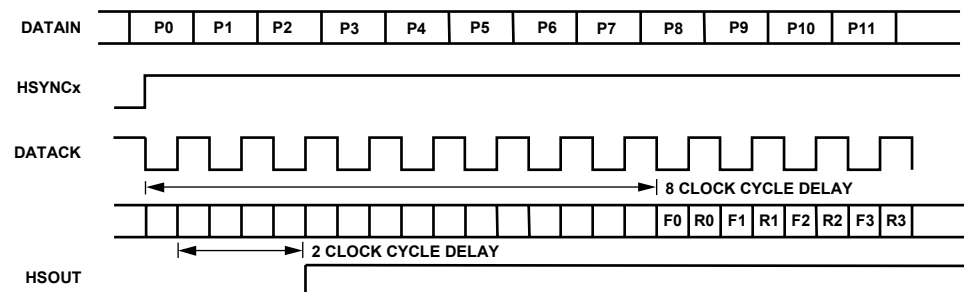 DATAIN P0 P1 P2 P3 P4 P5 P6 P7 P8 P9 P10 P11
HSYNCx
DATACK
8 CLOCK CYCLE DELAY
F0 R0 F1 R1 F2 R2 F3 R3
2 CLOCK CYCLE DELAY
HSOUT